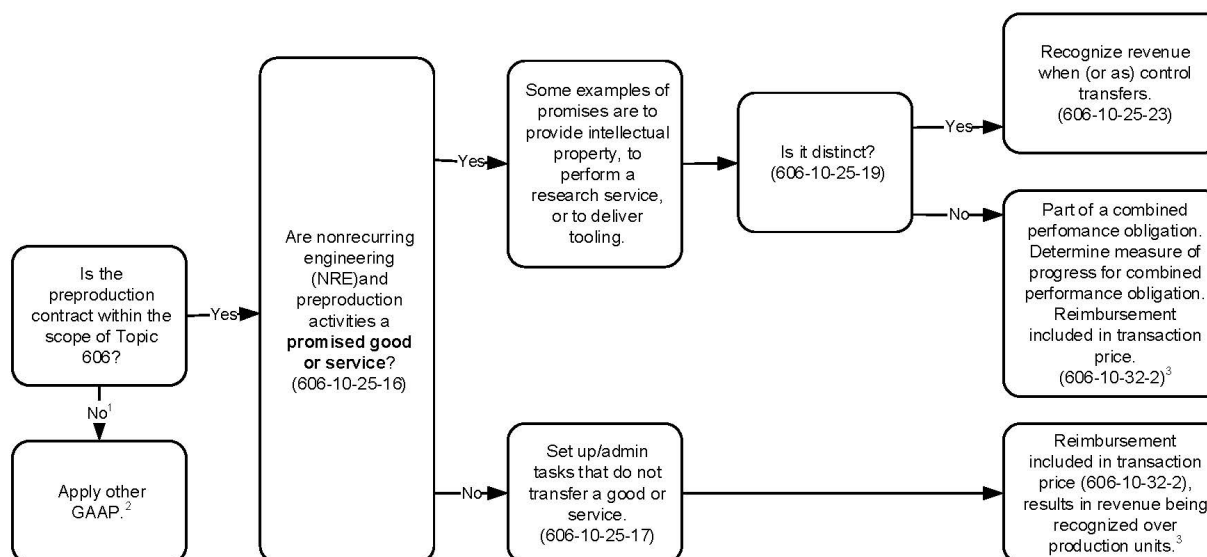 Is the
preproduction
contract within the
scope of Topic
606?
Yes
No1
Apply other
GAAP.2
Are nonrecurring
engineering
(NRE)and
preproduction
activities a
promised good
or service?
(606-10-25-16)
Yes
Some examples of
promises are to
provide intellectual
property, to
perform a
research service,
or to deliver
tooling.
Is it distinct?
(606-10-25-19)
Yes
Recognize revenue
when (or as) control
transfers.
(606-10-25-23)
No
Part of a combined
perfomance obligation.
Determine measure of
progress for combined
performance obligation.
Reimbursement
included in transaction
price.
(606-10-32-2)3
No
Set up/admin
tasks that do not
transfer a good or
service.
(606-10-25-17)
Reimbursement
included in transaction
price (606-10-32-2),
results in revenue being
recognized over
production units.3